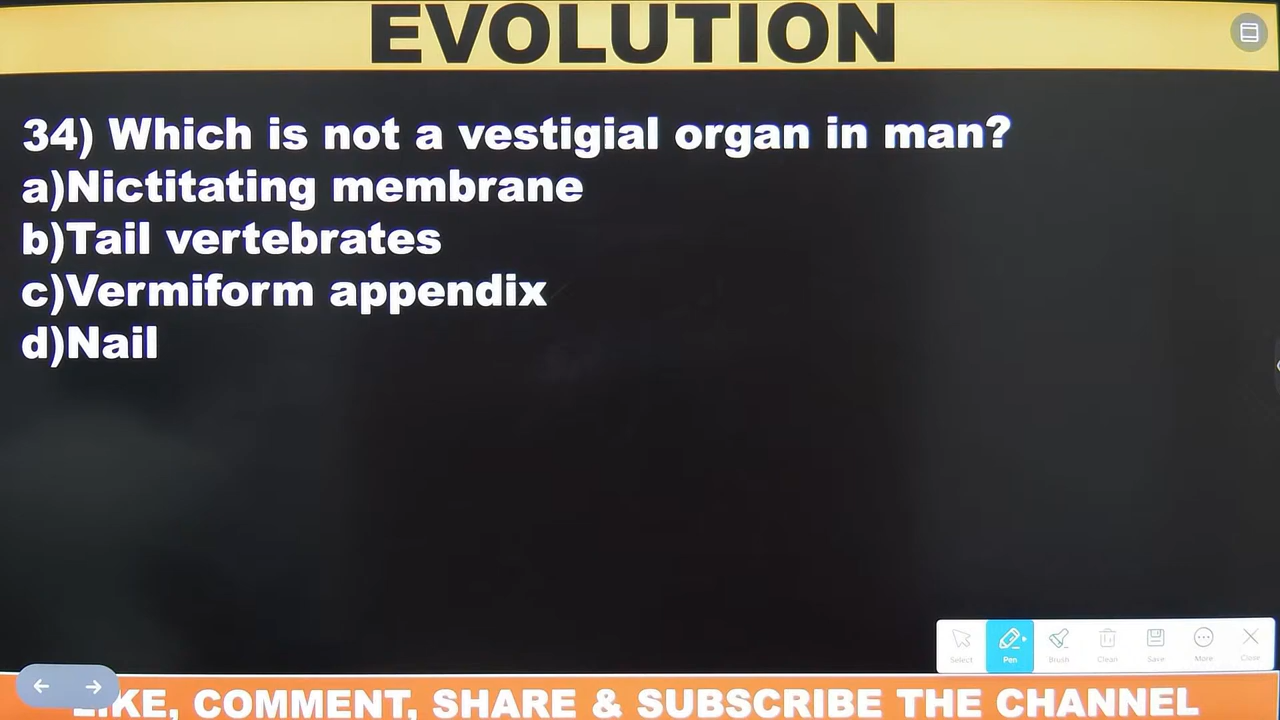 EVOLUTION
34) Which is not a vestigial organ in man?
a)Nictitating membrane
b)Tail vertebrates
c)Vermiform appendix
d)Nail
Select Pen Brush Clean Save More Close
LIKE, COMMENT, SHARE & SUBSCRIBE THE CHANNEL